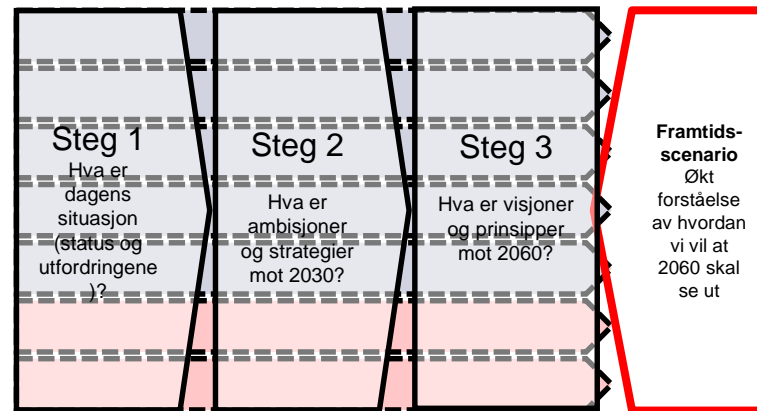 Steg 1
Hva er
dagens
situasjon
(status og
utfordringene
)?
Steg 2
Hva er
ambisjoner
og strategier
mot 2030?
Steg 3
Hva er visjoner
og prinsipper
mot 2060?
Framtids-
scenario
Økt
forståelse
av hvordan
vi vil at
2060 skal
se ut